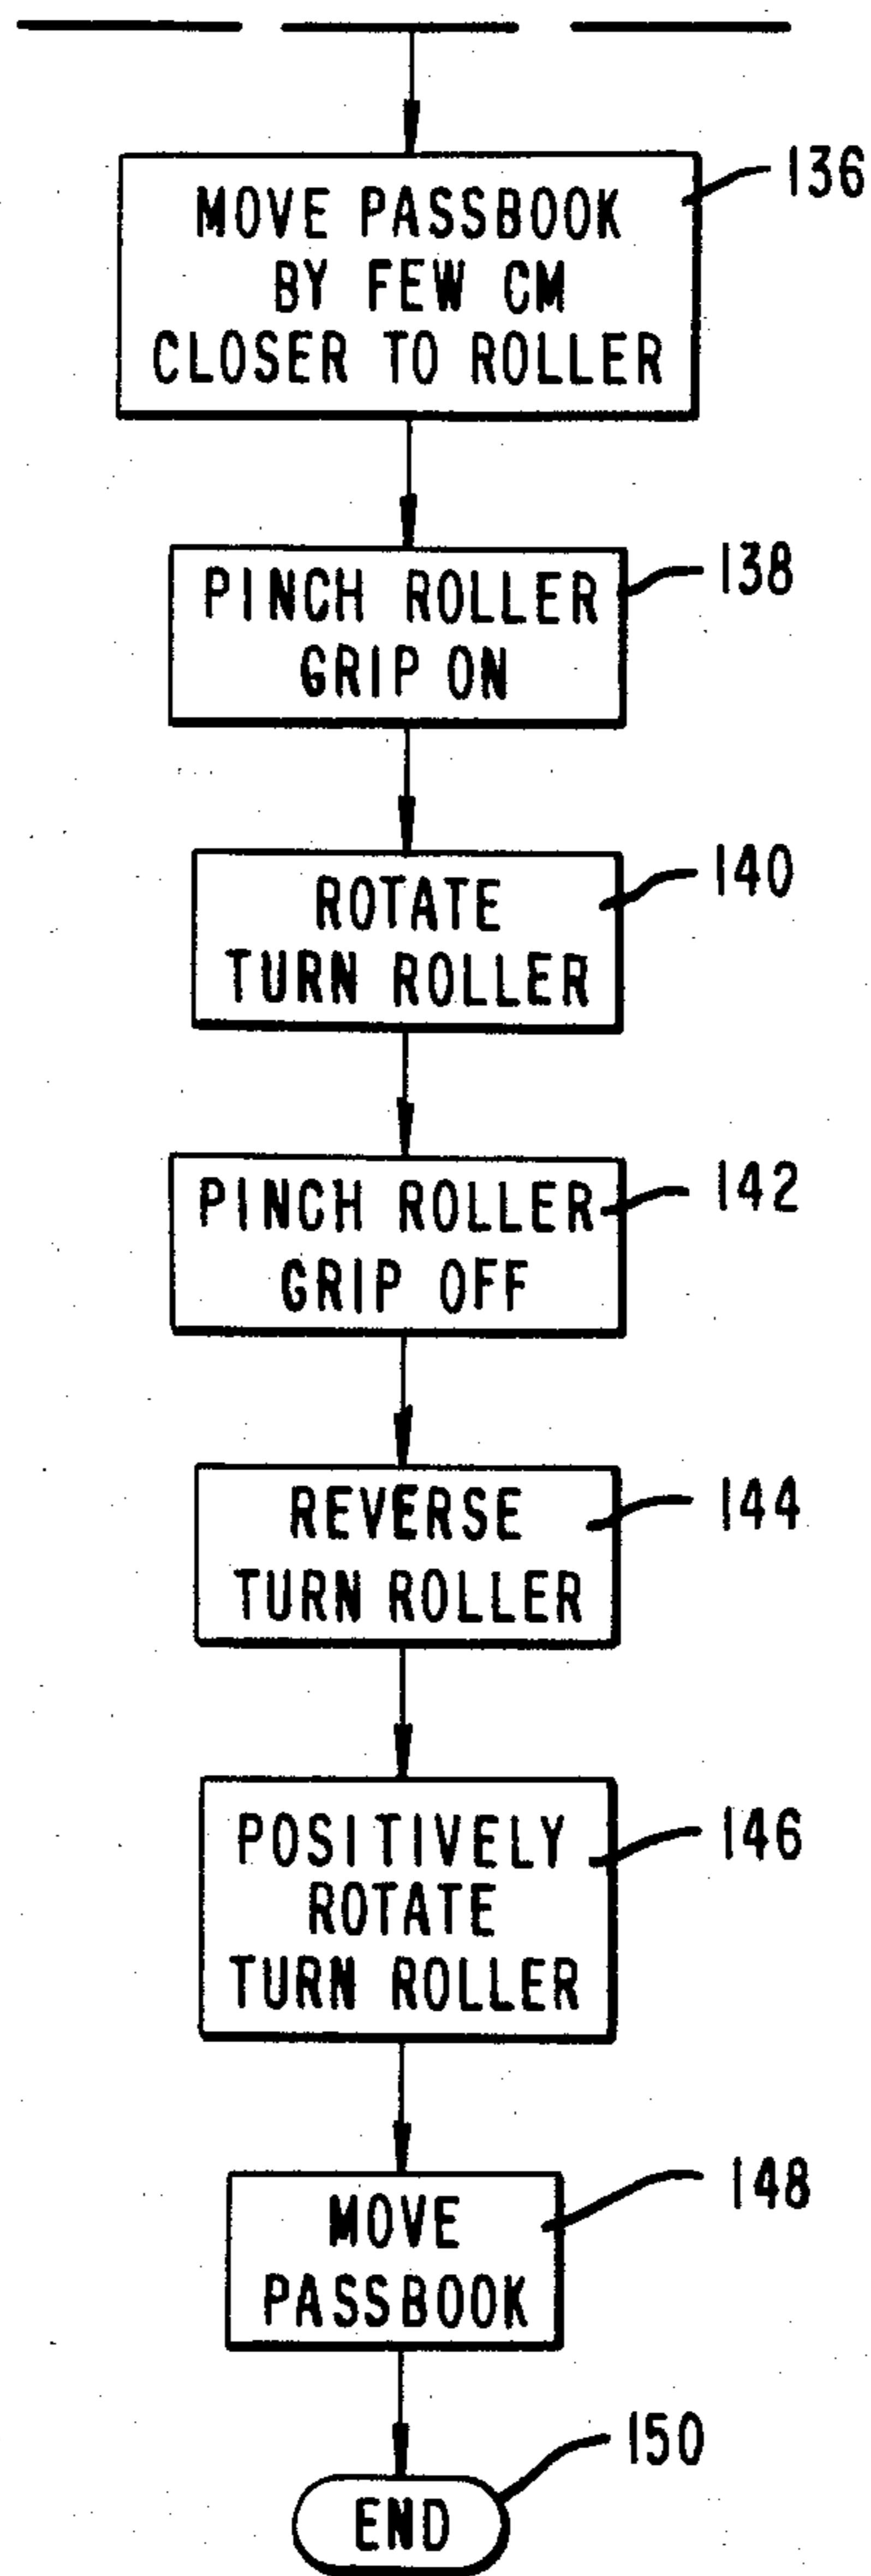 136
MOVE PASSBOOK
BY FEW CM
CLOSER TO ROLLER
138
PINCH ROLLER
GRIP ON
140
ROTATE
TURN ROLLER
142
PINCH ROLLER
GRIP OFF
144
REVERSE
TURN ROLLER
146
POSITIVELY
ROTATE
TURN ROLLER
148
MOVE
PASSBOOK
150
END